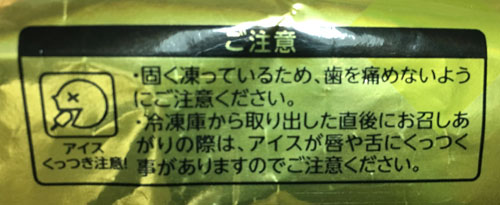 ご注意
・固く凍っているため、歯を痛めないよう
にご注意ください。
・冷凍庫から取り出した直後にお召しあ
がりの際は、アイスが唇や舌にくっつく
事がありますのでご注意ください。
アイス
くっつき注意!